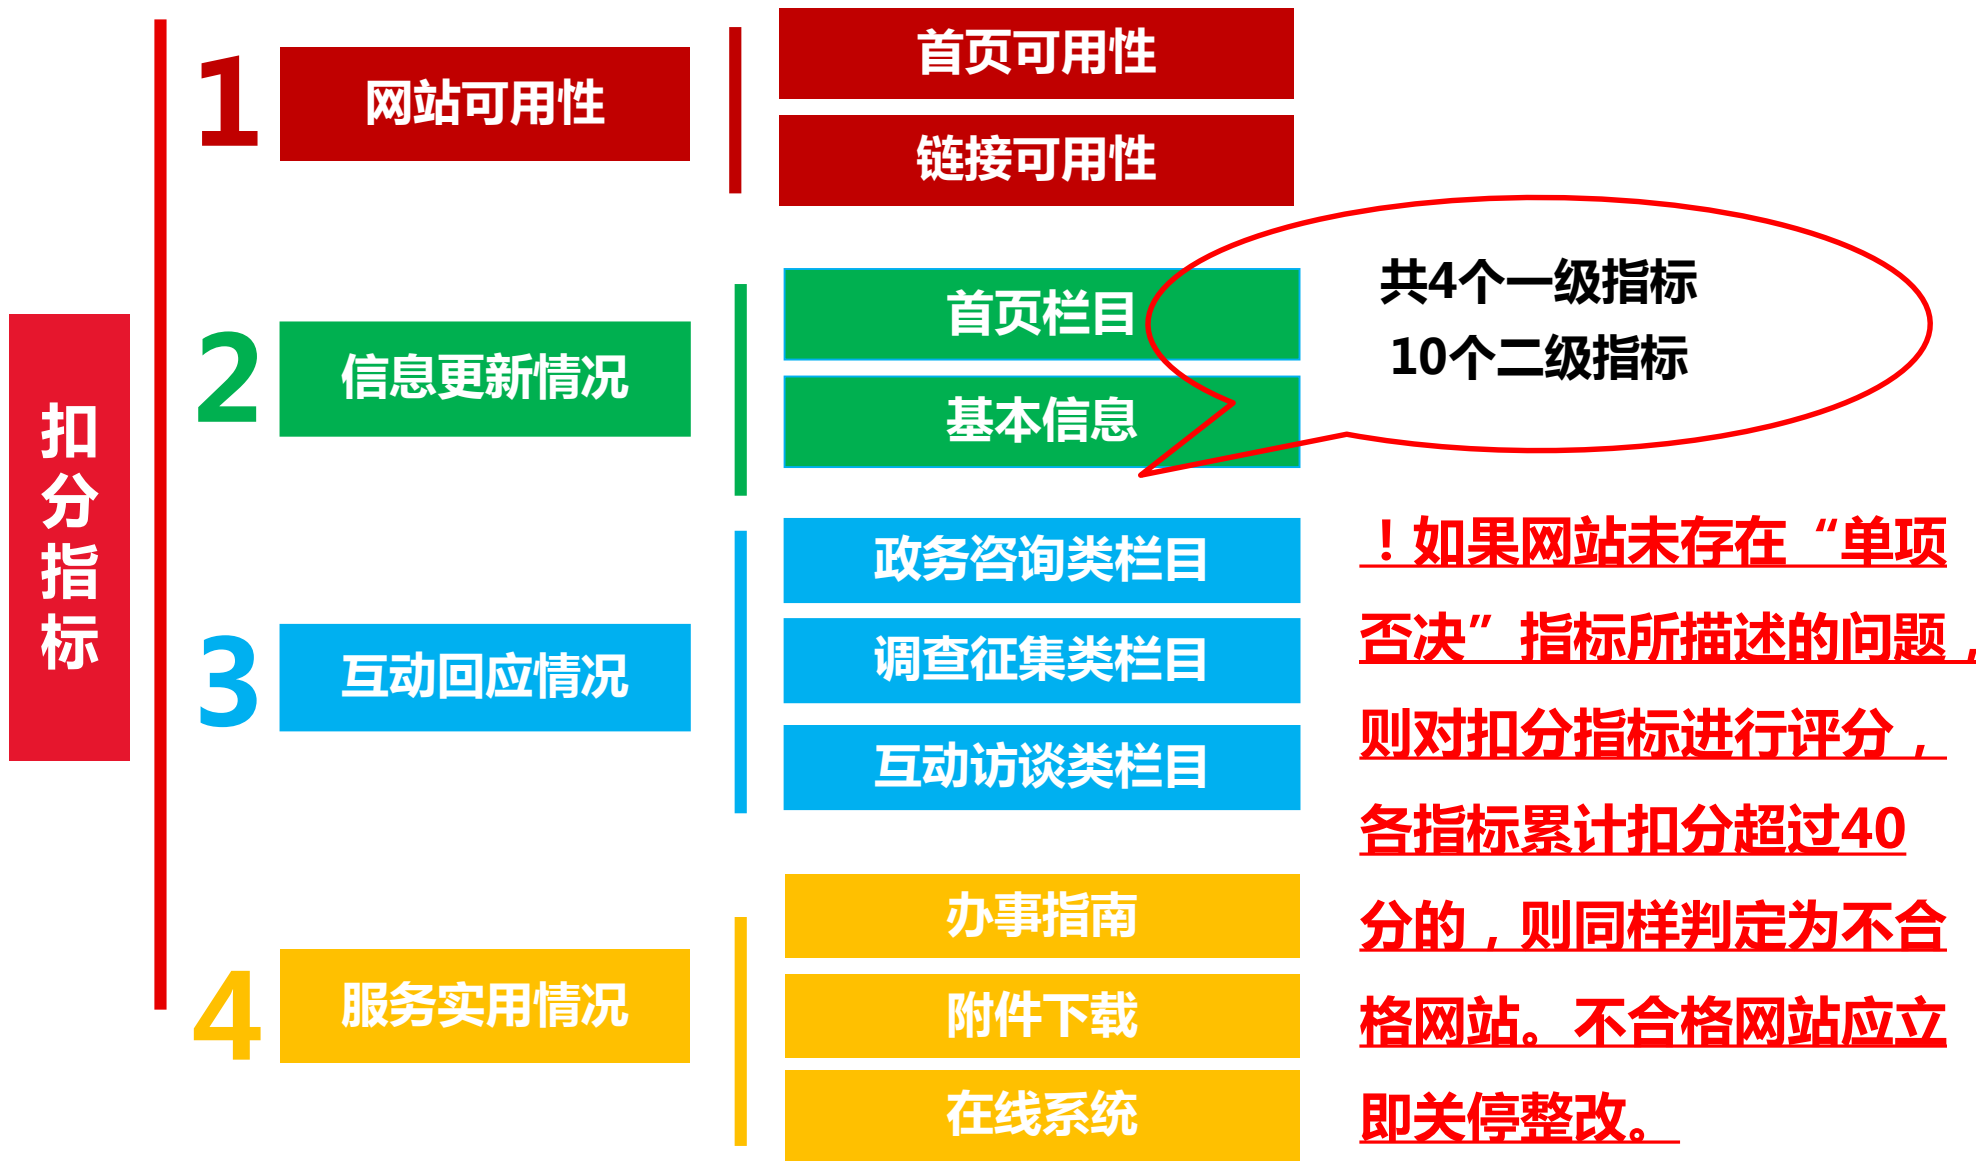 扣分指标
1
网站可用性
首页可用性
链接可用性
2
信息更新情况
首页栏目
基本信息
共4个一级指标
10个二级指标
3
互动回应情况
政务咨询类栏目
调查征集类栏目
互动访谈类栏目
4
服务实用情况
办事指南
附件下载
在线系统
！如果网站未存在“单项
否决”指标所描述的问题，
则对扣分指标进行评分，
各指标累计扣分超过40
分的，则同样判定为不合
格网站。不合格网站应立
即关停整改。